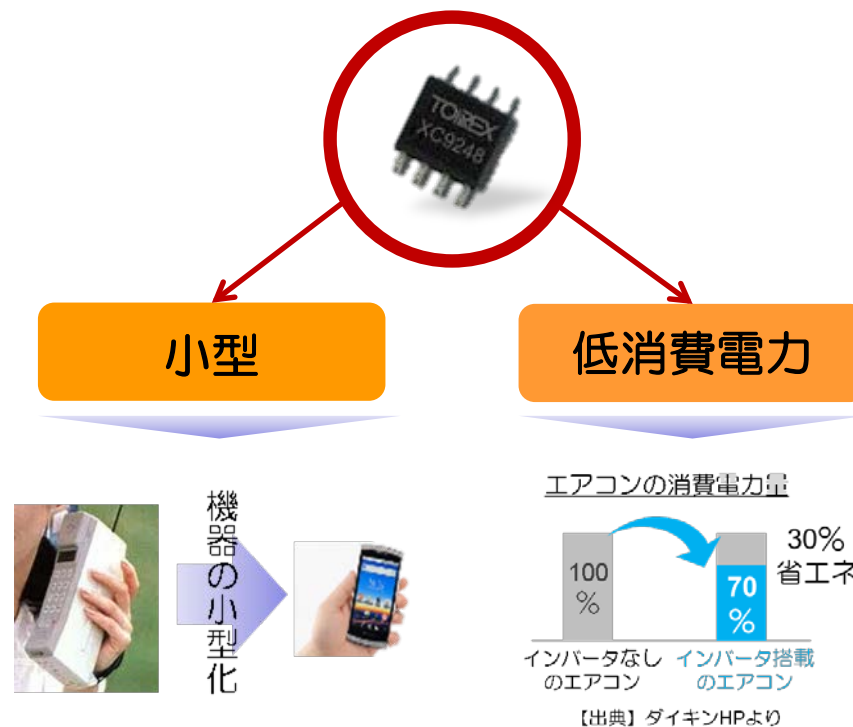 TOIREX
XC9248
小型
低消費電力
機器の小型化
エアコンの消費電力量
100
%
70
%
30%
省エネ
インバータなし
のエアコン
インバータ搭載
のエアコン
【出典】ダイキンHPより